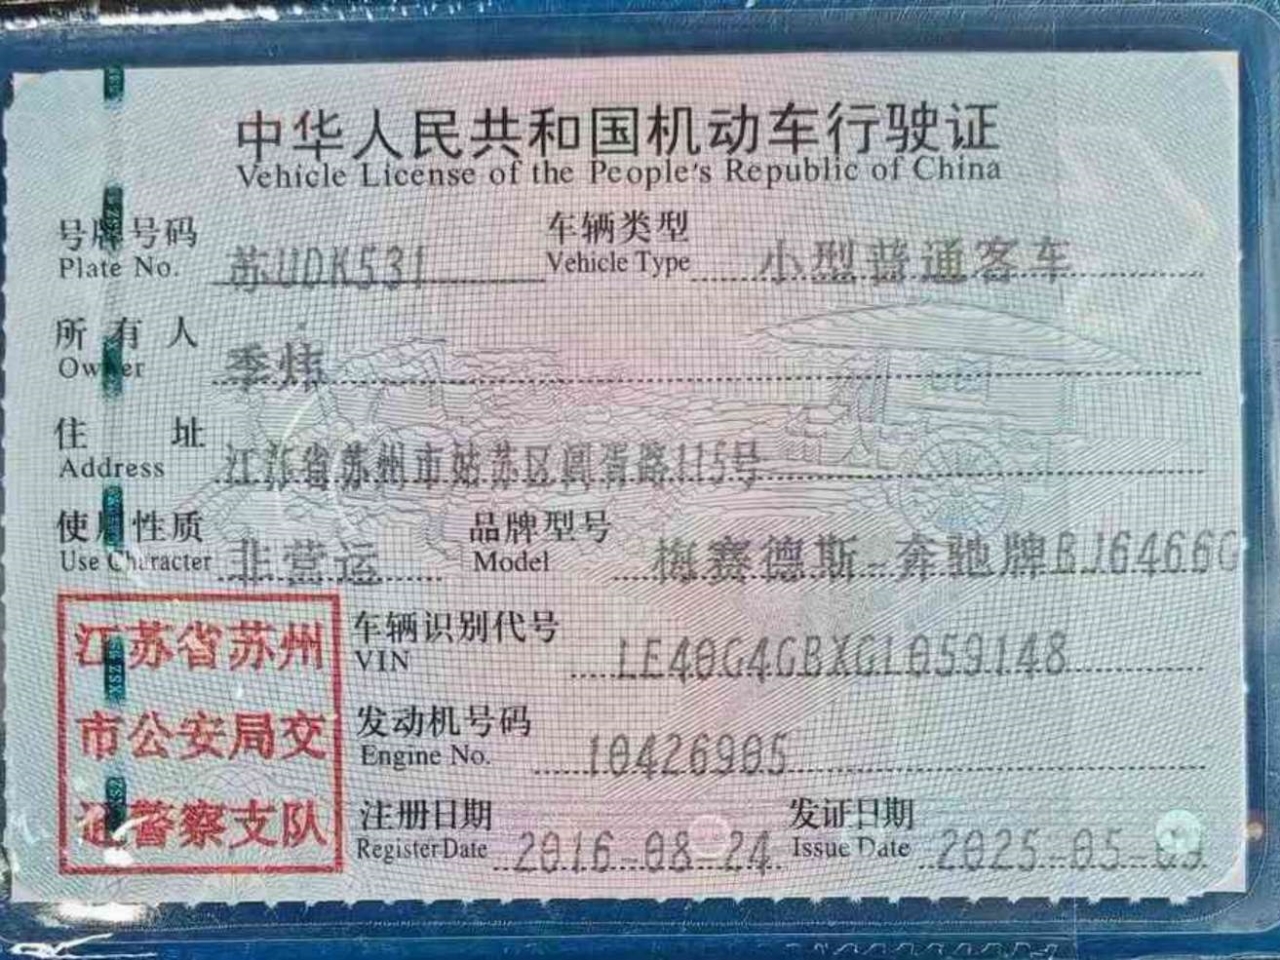 中华人民共和国机动车行驶证
Vehicle License of the People's Republic of China
号牌号码 苏UDK531 车辆类型 小型普通客车
Plate No. Vehicle Type
所有人 季炜
Owner
住址 江苏省苏州市姑苏区阊胥路115号
Address
使用性质 非营运 品牌型号 梅赛德斯-奔驰牌BJ6466G
Use Character Model
江苏省苏州
市公安局交
通警察支队
车辆识别代号 LE40G4GBXGL059148
VIN
发动机号码 10426905
Engine No.
注册日期 2016-08-24 发证日期 2025-05-09
Register Date Issue Date